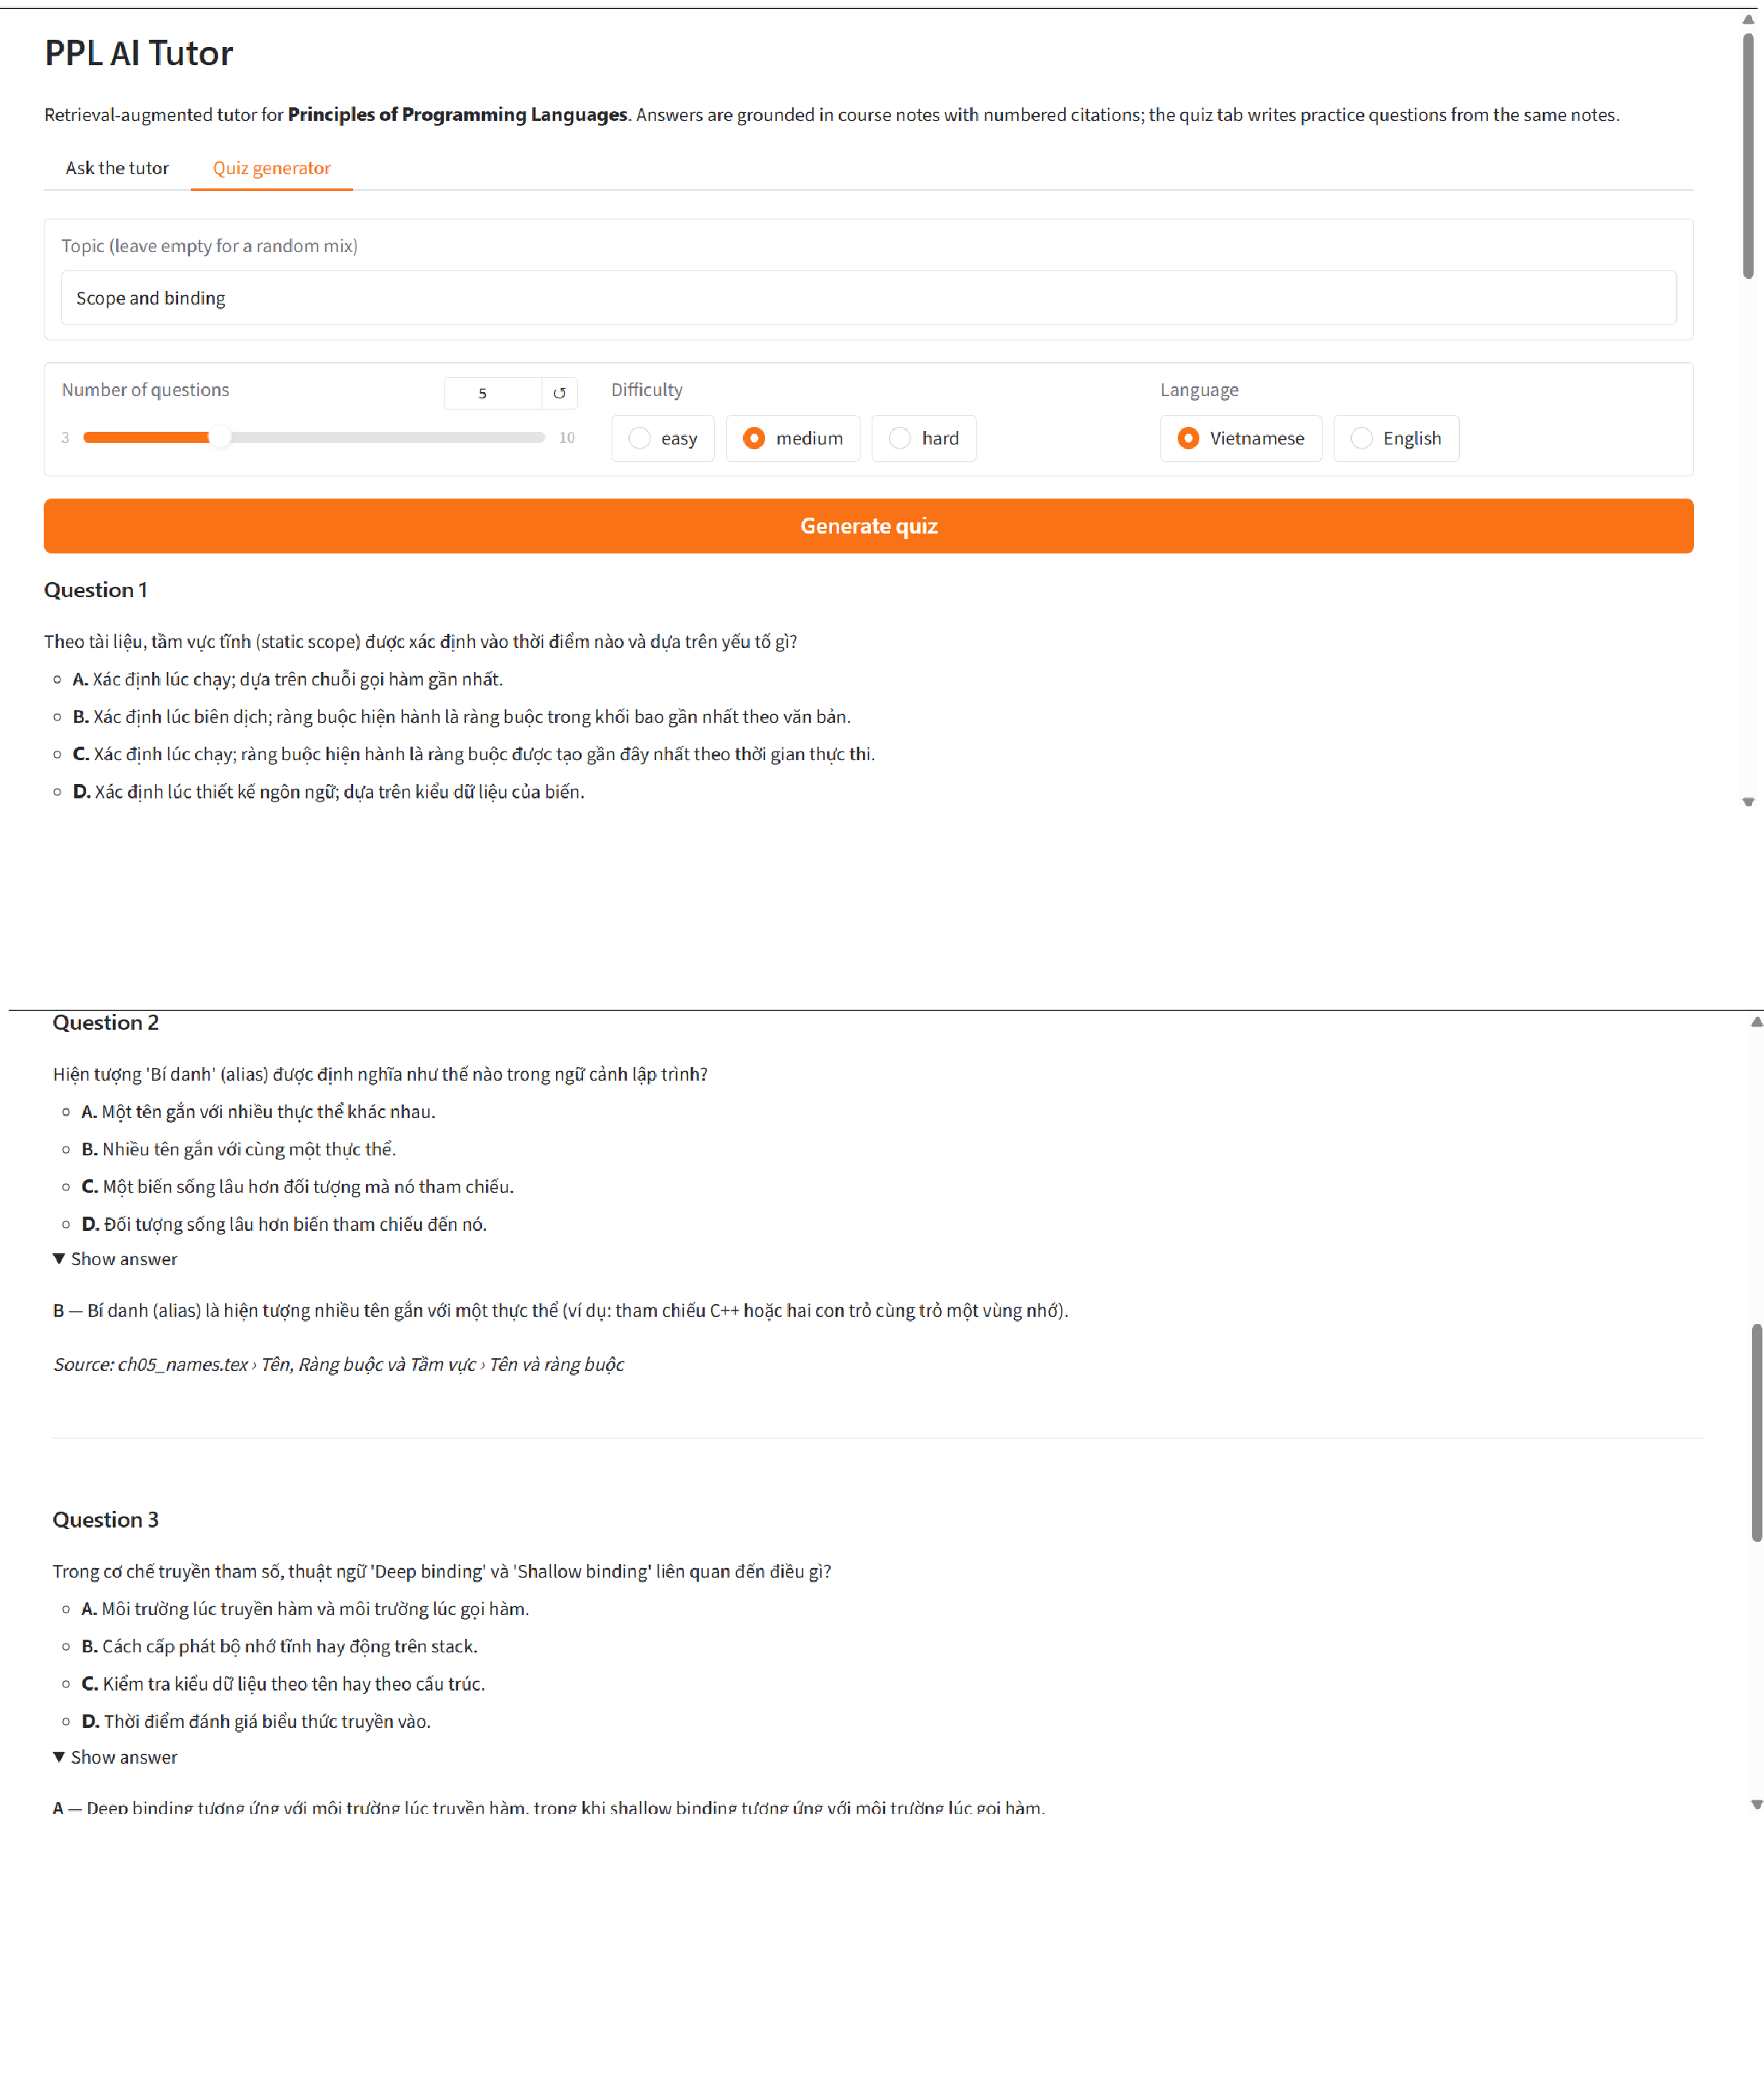 PPL AI Tutor
Retrieval-augmented tutor for Principles of Programming Languages. Answers are grounded in course notes with numbered citations; the quiz tab writes practice questions from the same notes.
Ask the tutor Quiz generator
Topic (leave empty for a random mix)
Scope and binding
Number of questions 5 ↺ Difficulty Language
3 10 easy medium hard Vietnamese English
Generate quiz
Question 1
Theo tài liệu, tầm vực tĩnh (static scope) được xác định vào thời điểm nào và dựa trên yếu tố gì?
A. Xác định lúc chạy; dựa trên chuỗi gọi hàm gần nhất.
B. Xác định lúc biên dịch; ràng buộc hiện hành là ràng buộc trong khối bao gần nhất theo văn bản.
C. Xác định lúc chạy; ràng buộc hiện hành là ràng buộc được tạo gần đây nhất theo thời gian thực thi.
D. Xác định lúc thiết kế ngôn ngữ; dựa trên kiểu dữ liệu của biến.
Question 2
Hiện tượng 'Bí danh' (alias) được định nghĩa như thế nào trong ngữ cảnh lập trình?
A. Một tên gắn với nhiều thực thể khác nhau.
B. Nhiều tên gắn với cùng một thực thể.
C. Một biến sống lâu hơn đối tượng mà nó tham chiếu.
D. Đối tượng sống lâu hơn biến tham chiếu đến nó.
▼ Show answer
B — Bí danh (alias) là hiện tượng nhiều tên gắn với một thực thể (ví dụ: tham chiếu C++ hoặc hai con trỏ cùng trỏ một vùng nhớ).
Source: ch05_names.tex › Tên, Ràng buộc và Tầm vực › Tên và ràng buộc
Question 3
Trong cơ chế truyền tham số, thuật ngữ 'Deep binding' và 'Shallow binding' liên quan đến điều gì?
A. Môi trường lúc truyền hàm và môi trường lúc gọi hàm.
B. Cách cấp phát bộ nhớ tĩnh hay động trên stack.
C. Kiểm tra kiểu dữ liệu theo tên hay theo cấu trúc.
D. Thời điểm đánh giá biểu thức truyền vào.
▼ Show answer
A — Deep binding tương ứng với môi trường lúc truyền hàm, trong khi shallow binding tương ứng với môi trường lúc gọi hàm.